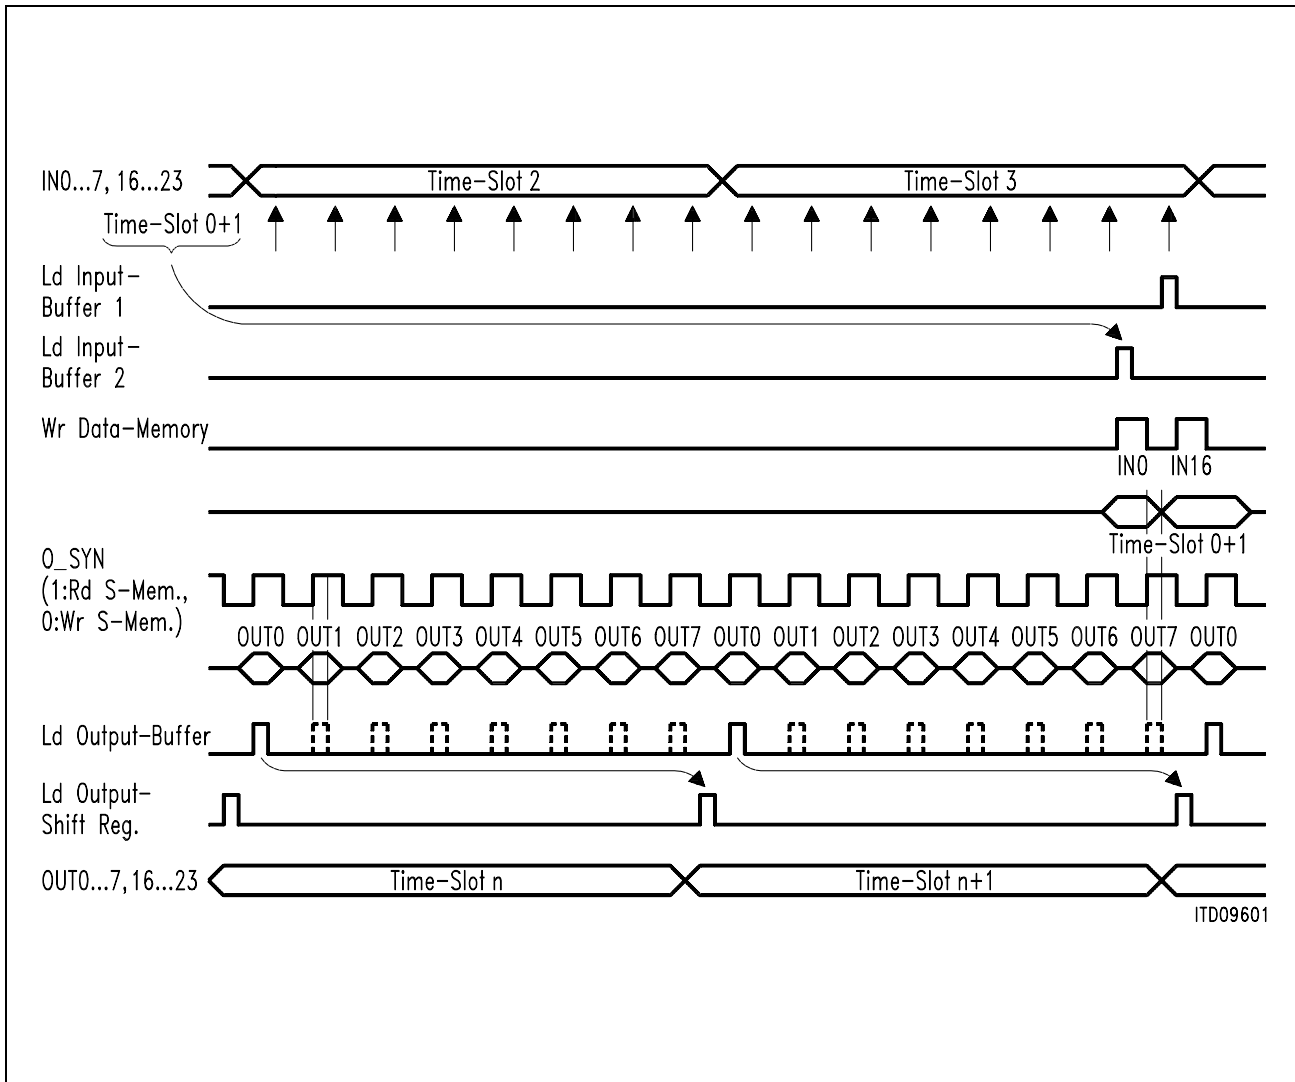 IN0...7, 16...23
Time-Slot 2
Time-Slot 3
Time-Slot 0+1
Ld Input-
Buffer 1
Ld Input-
Buffer 2
Wr Data-Memory
IN0
IN16
Time-Slot 0+1
O_SYN
(1:Rd S-Mem.,
0:Wr S-Mem.)
OUT0 OUT1 OUT2 OUT3 OUT4 OUT5 OUT6 OUT7 OUT0 OUT1 OUT2 OUT3 OUT4 OUT5 OUT6 OUT7 OUT0
Ld Output-Buffer
Ld Output-
Shift Reg.
OUT0...7,16...23
Time-Slot n
Time-Slot n+1
ITD09601